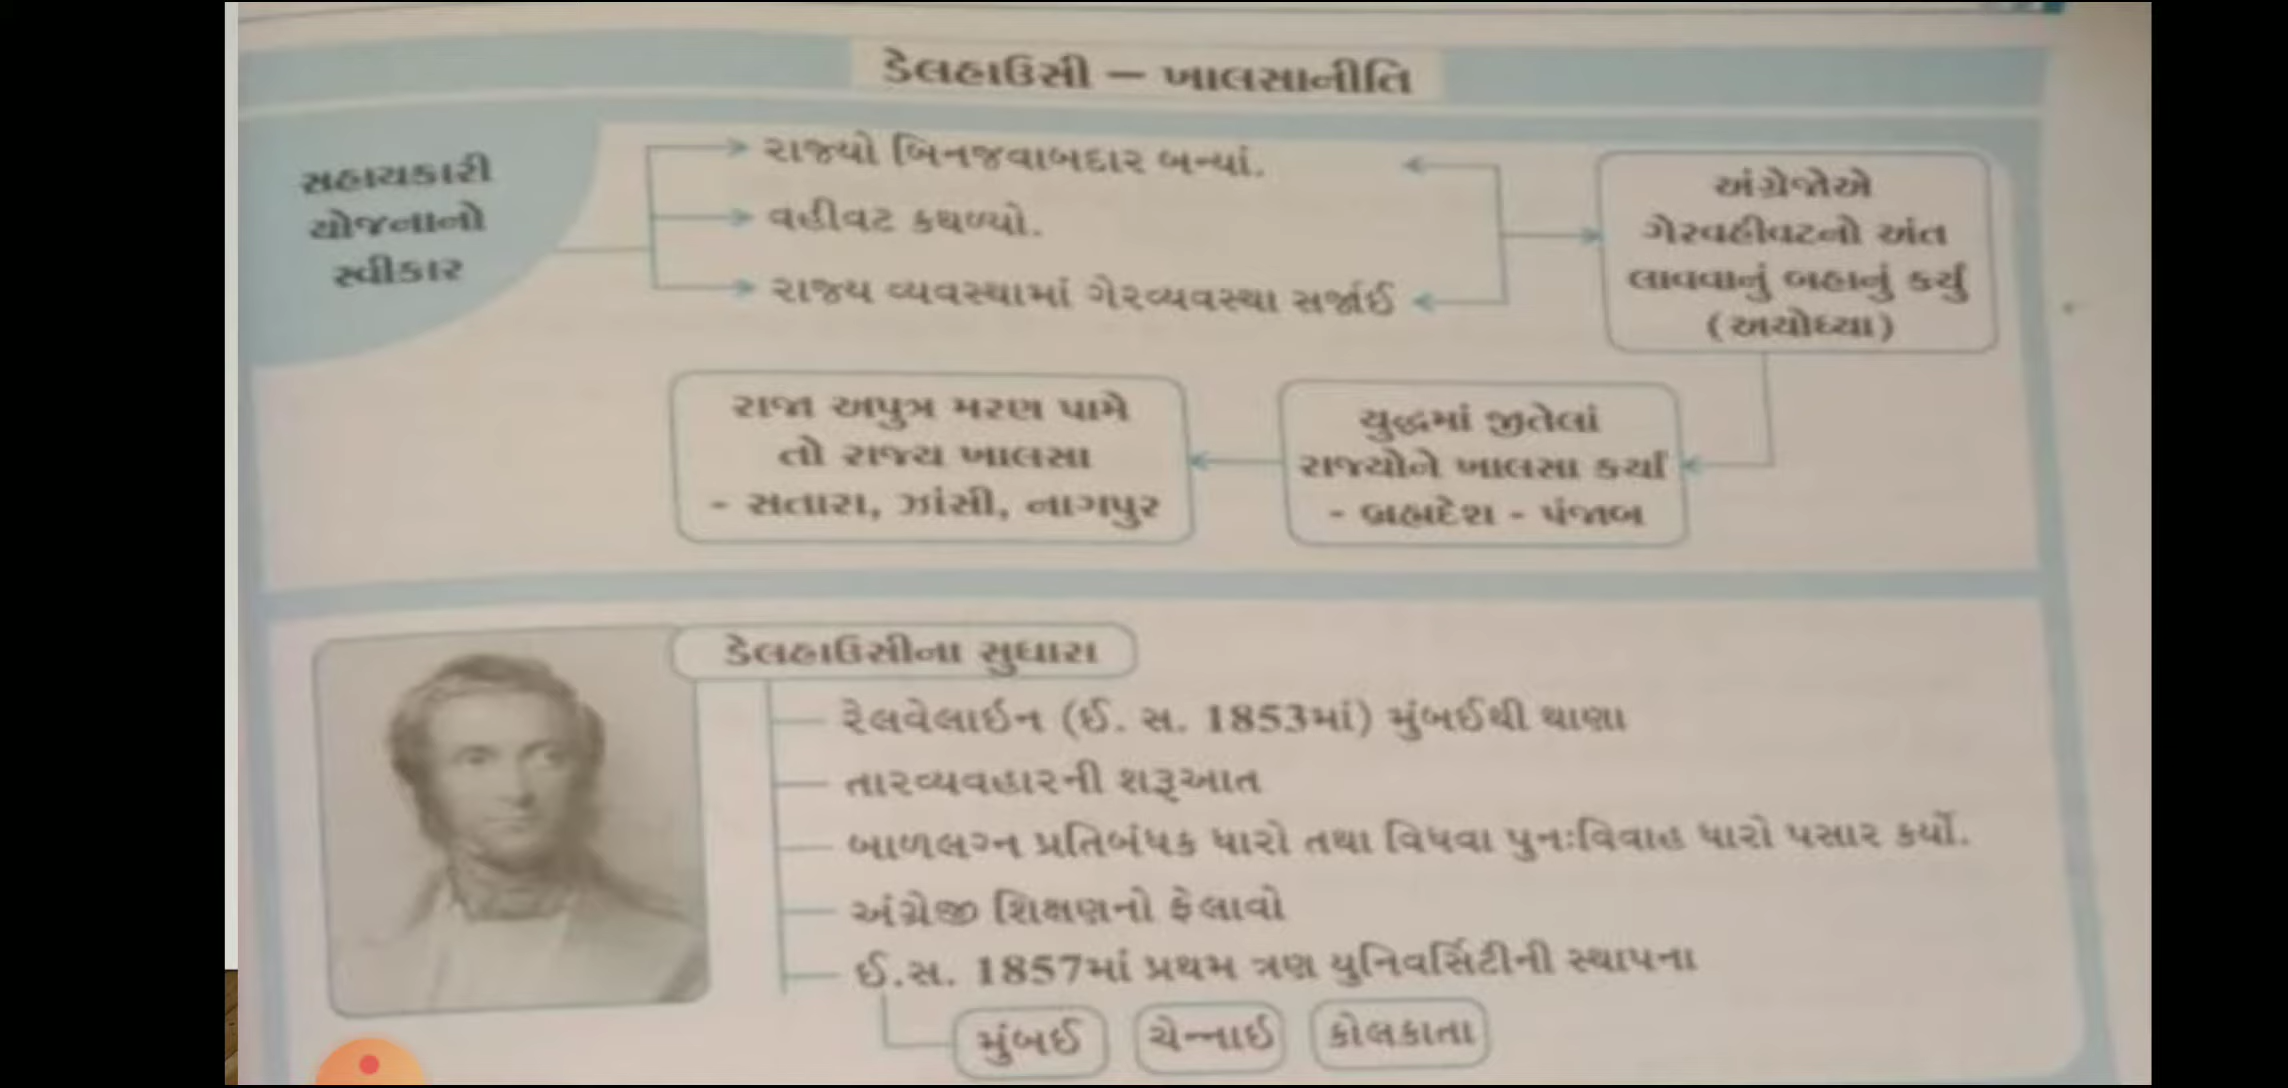 ડેલહાઉસી – ખાલસાનીતિ
સહાયકારી
યોજનાનો
સ્વીકાર
રાજ્યો બિનજવાબદાર બન્યાં.
વહીવટ કથળ્યો.
રાજ્ય વ્યવસ્થામાં ગેરવ્યવસ્થા સર્જાઈ
અંગ્રેજોએ
ગેરવહીવટનો અંત
લાવવાનું બહાનું કર્યું
(અયોધ્યા)
રાજા અપુત્ર મરણ પામે
તો રાજ્ય ખાલસા
- સતારા, ઝાંસી, નાગપુર
યુદ્ધમાં જીતેલાં
રાજ્યોને ખાલસા કર્યાં
- બ્રહ્મદેશ - પંજાબ
ડેલહાઉસીના સુધારા
રેલવેલાઇન (ઈ. સ. 1853માં) મુંબઈથી થાણા
તારવ્યવહારની શરૂઆત
બાળલગ્ન પ્રતિબંધક ધારો તથા વિધવા પુનઃવિવાહ ધારો પસાર કર્યો.
અંગ્રેજી શિક્ષણનો ફેલાવો
ઈ.સ. 1857માં પ્રથમ ત્રણ યુનિવર્સિટીની સ્થાપના
મુંબઈ ચેન્નાઈ કોલકાતા